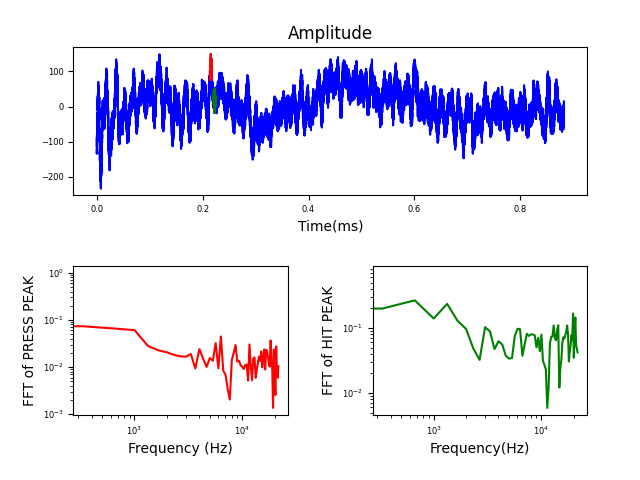 Amplitude
100
0
−100
−200
0.0 0.2 0.4 0.6 0.8
Time(ms)
FFT of PRESS PEAK
10⁰
10⁻¹
10⁻²
10⁻³
10³ 10⁴
Frequency (Hz)
FFT of HIT PEAK
10⁻¹
10⁻²
10³ 10⁴
Frequency(Hz)